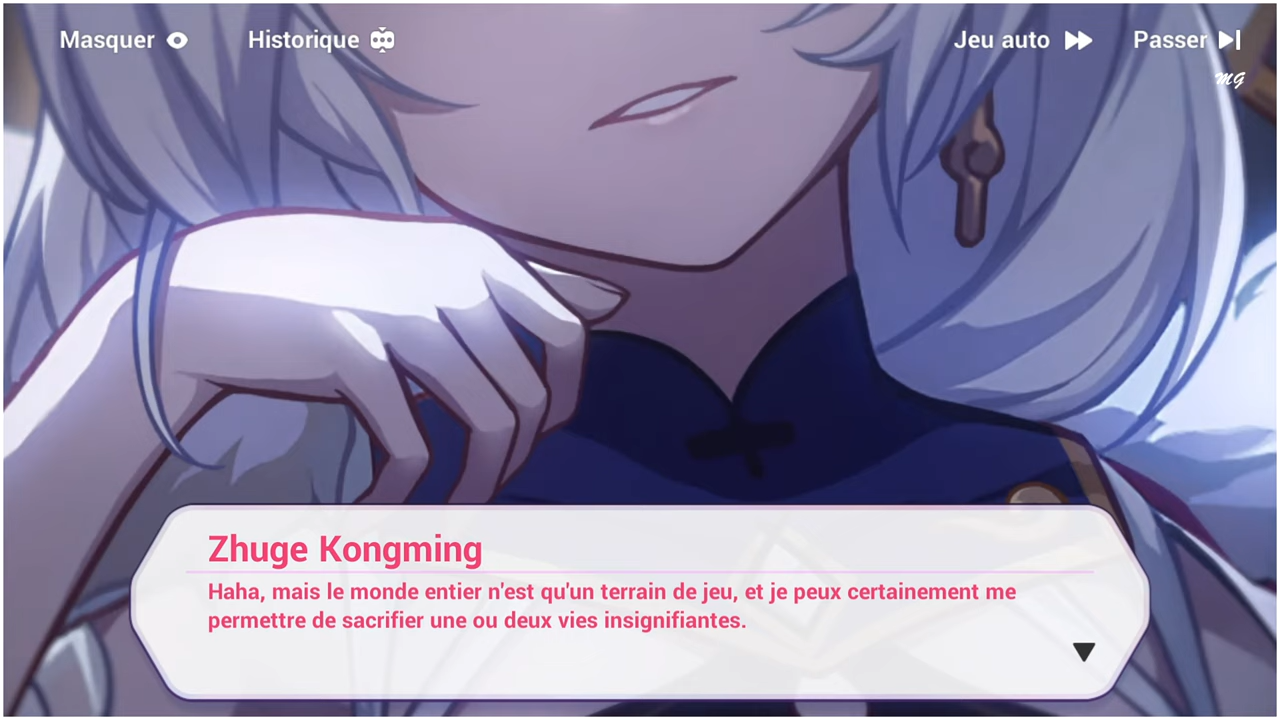 Masquer
Historique
Jeu auto
Passer
MG
Zhuge Kongming
Haha, mais le monde entier n'est qu'un terrain de jeu, et je peux certainement me
permettre de sacrifier une ou deux vies insignifiantes.